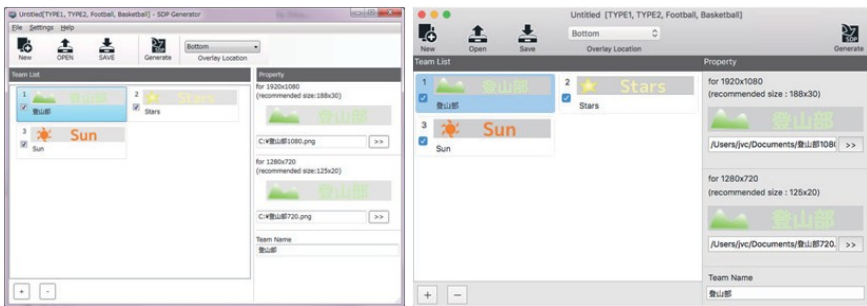 Untitled[TYPE1, TYPE2, Football, Basketball] - SDP Generator
File Settings Help
New OPEN SAVE Generate Bottom
Overlay Location
Team List Property
1 登山部
登山部
2 Stars
Stars
3 Sun
Sun
for 1920x1080
(recommended size:188x30)
登山部
C:¥登山部1080.png >>
for 1280x720
(recommended size:125x20)
登山部
C:¥登山部720.png >>
Team Name
登山部
+ -
Untitled [TYPE1, TYPE2, Football, Basketball]
New Open Save Bottom Generate
Overlay Location
Team List Property
1 登山部
登山部
2 Stars
Stars
3 Sun
Sun
for 1920x1080
(recommended size : 188x30)
登山部
/Users/jvc/Documents/登山部108 >>
for 1280x720
(recommended size : 125x20)
登山部
/Users/jvc/Documents/登山部720. >>
Team Name
登山部
+ -